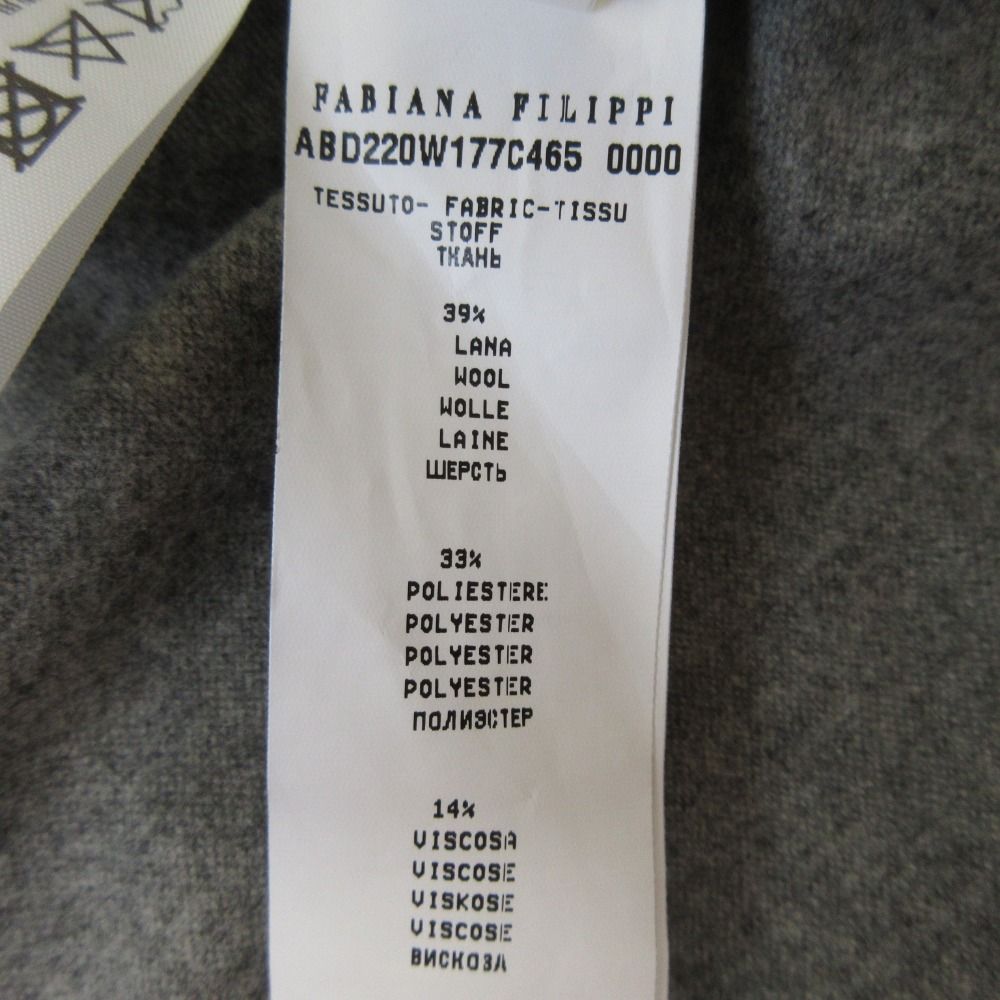 FABIANA FILIPPI
ABD220W177C465 0000
TESSUTO- FABRIC-TISSU
STOFF
ТКАНЬ
39%
LANA
WOOL
WOLLE
LAINE
ШЕРСТЬ
33%
POLIESTERE
POLYESTER
POLYESTER
POLYESTER
ПОЛИЭСТЕР
14%
VISCOSA
VISCOSE
VISKOSE
VISCOSE
ВИСКОЗА